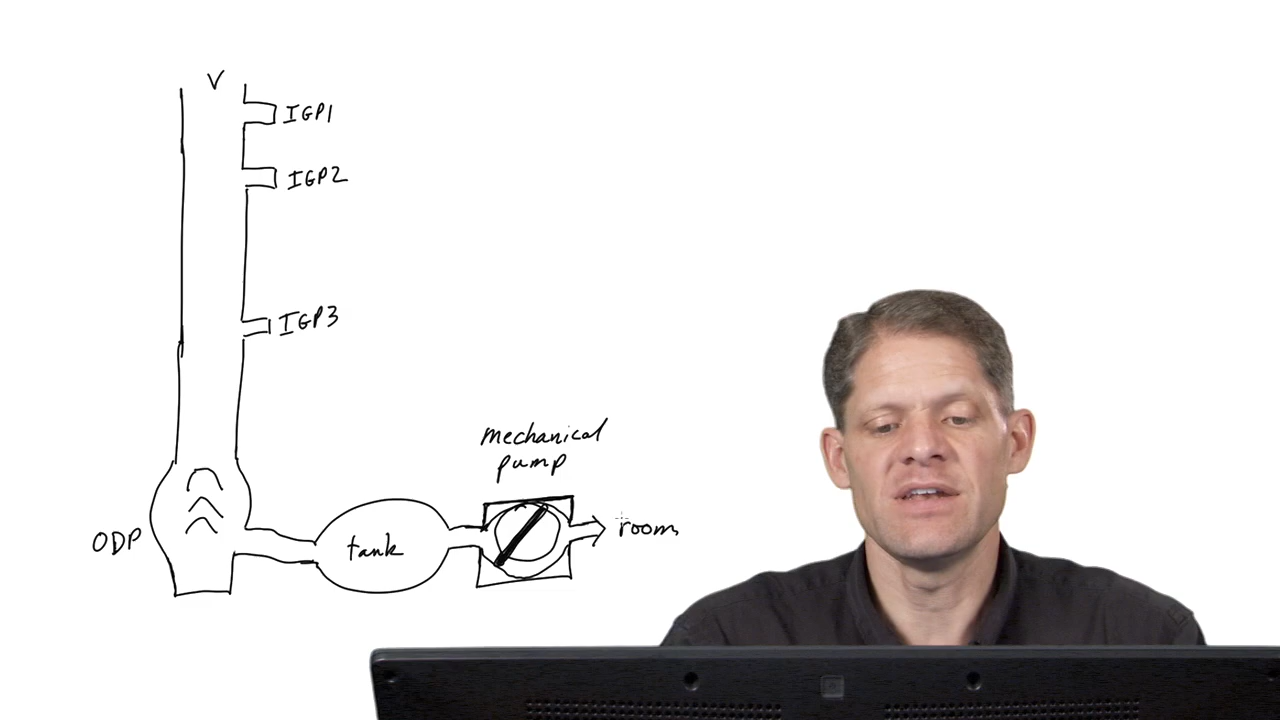 V
IGP1
IGP2
IGP3
mechanical
pump
ODP
tank
room